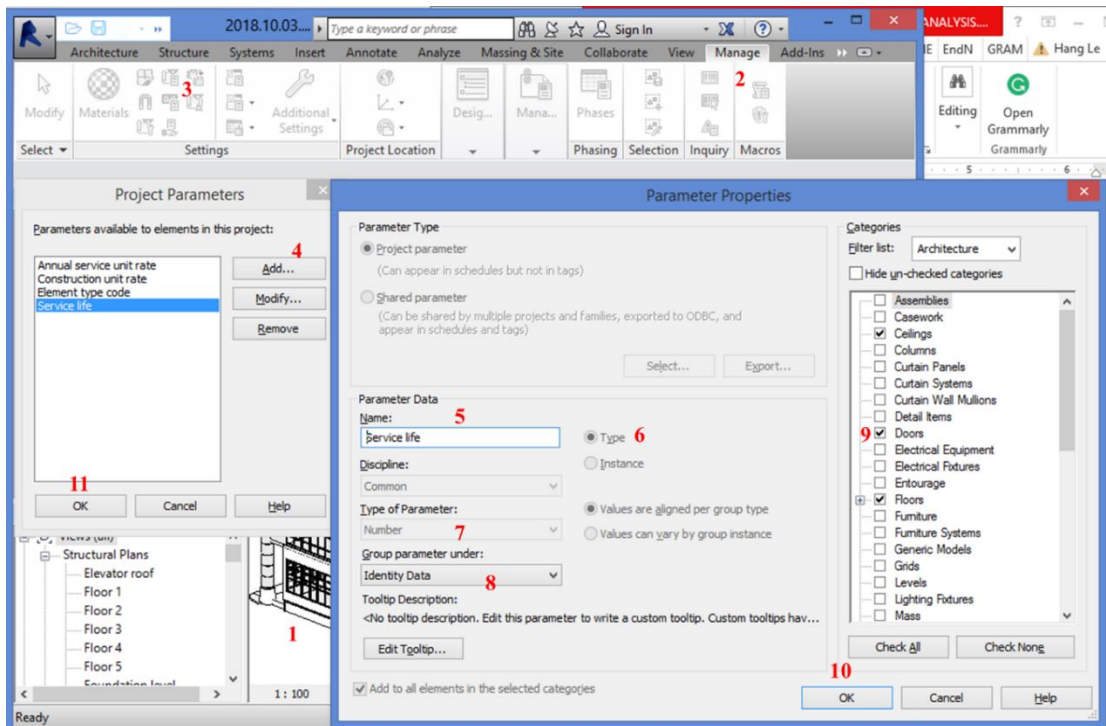 2018.10.03.... Type a keyword or phrase Sign In
ANALYSIS....
Architecture Structure Systems Insert Annotate Analyze Massing & Site Collaborate View Manage Add-Ins
EndN GRAM Hang Le
3
2
Modify Materials Additional Settings Desig... Mana... Phases
Editing Open Grammarly
Select Settings Project Location Phasing Selection Inquiry Macros
Grammarly
5 6
Project Parameters
Parameters available to elements in this project:
4
Annual service unit rate
Construction unit rate
Element type code
Service life
Add...
Modify...
Remove
11
OK Cancel Help
Views (all)
Structural Plans
Elevator roof
Floor 1
Floor 2
Floor 3
Floor 4
Floor 5
Foundation level
1
1 : 100
Ready
Parameter Properties
Parameter Type
Project parameter
(Can appear in schedules but not in tags)
Shared parameter
(Can be shared by multiple projects and families, exported to ODBC, and
appear in schedules and tags)
Select... Export...
Parameter Data
Name: 5
Service life
Type 6
Discipline:
Instance
Common
Type of Parameter:
Values are aligned per group type
Number 7
Values can vary by group instance
Group parameter under:
Identity Data 8
Tooltip Description:
<No tooltip description. Edit this parameter to write a custom tooltip. Custom tooltips hav...
Edit Tooltip...
Add to all elements in the selected categories
Categories
Filter list: Architecture
Hide un-checked categories
Assemblies
Casework
Ceilings
Columns
Curtain Panels
Curtain Systems
Curtain Wall Mullions
Detail Items
9 Doors
Electrical Equipment
Electrical Fixtures
Entourage
Floors
Furniture
Furniture Systems
Generic Models
Grids
Levels
Lighting Fixtures
Mass
Check All Check None
10
OK Cancel Help